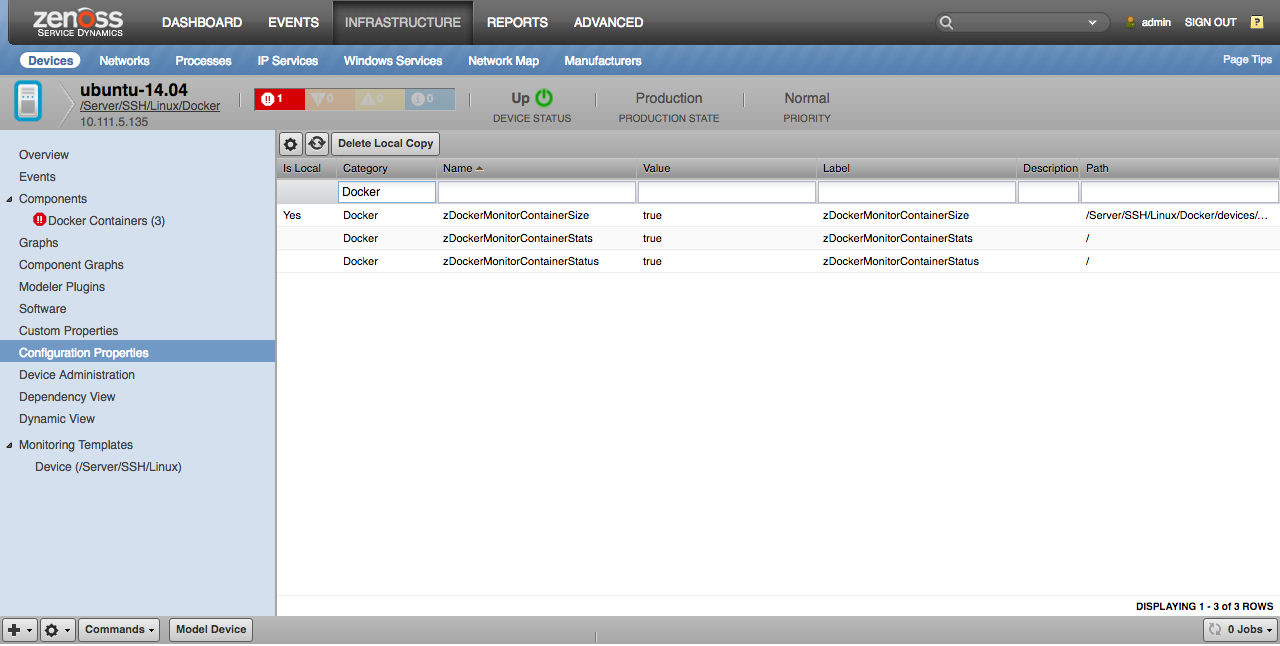 zenoss
SERVICE DYNAMICS
DASHBOARD EVENTS INFRASTRUCTURE REPORTS ADVANCED
admin SIGN OUT ?
Devices Networks Processes IP Services Windows Services Network Map Manufacturers Page Tips
ubuntu-14.04
/Server/SSH/Linux/Docker
10.111.5.135
1 0 0 0
Up
DEVICE STATUS
Production
PRODUCTION STATE
Normal
PRIORITY
Overview
Events
Components
Docker Containers (3)
Graphs
Component Graphs
Modeler Plugins
Software
Custom Properties
Configuration Properties
Device Administration
Dependency View
Dynamic View
Monitoring Templates
Device (/Server/SSH/Linux)
Delete Local Copy
Is Local Category Name Value Label Description Path
Docker
Yes Docker zDockerMonitorContainerSize true zDockerMonitorContainerSize /Server/SSH/Linux/Docker/devices/...
Docker zDockerMonitorContainerStats true zDockerMonitorContainerStats /
Docker zDockerMonitorContainerStatus true zDockerMonitorContainerStatus /
DISPLAYING 1 - 3 of 3 ROWS
Commands Model Device 0 Jobs